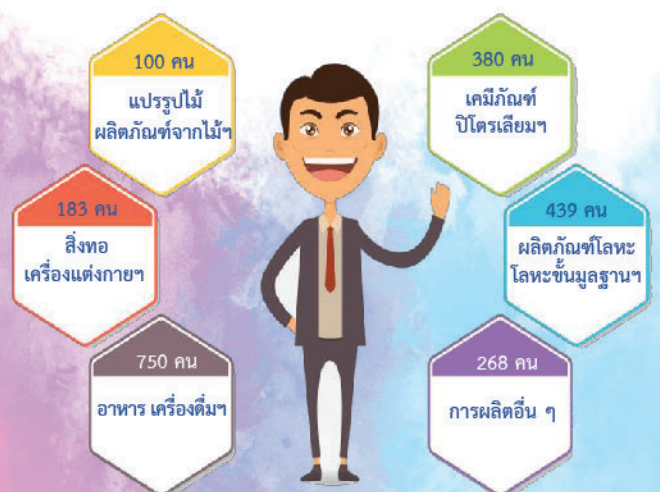 100 คน
แปรรูปไม้
ผลิตภัณฑ์จากไม้ฯ
380 คน
เคมีภัณฑ์
ปิโตรเลียมฯ
183 คน
สิ่งทอ
เครื่องแต่งกายฯ
439 คน
ผลิตภัณฑ์โลหะ
โลหะขั้นมูลฐานฯ
750 คน
อาหาร เครื่องดื่มฯ
268 คน
การผลิตอื่น ๆ